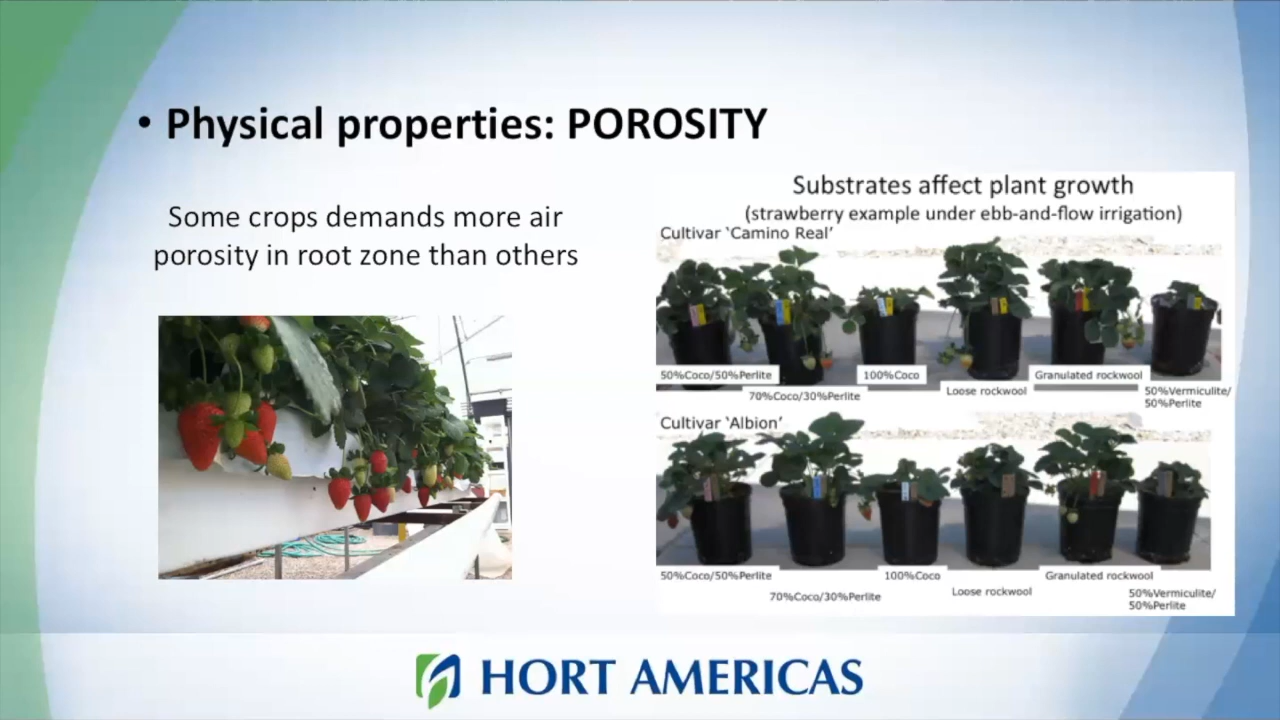 • Physical properties: POROSITY
Some crops demands more air
porosity in root zone than others
Substrates affect plant growth
(strawberry example under ebb-and-flow irrigation)
Cultivar ‘Camino Real’
50%Coco/50%Perlite
70%Coco/30%Perlite
100%Coco
Loose rockwool
Granulated rockwool
50%Vermiculite/
50%Perlite
Cultivar ‘Albion’
50%Coco/50%Perlite
70%Coco/30%Perlite
100%Coco
Loose rockwool
Granulated rockwool
50%Vermiculite/
50%Perlite
HORT AMERICAS